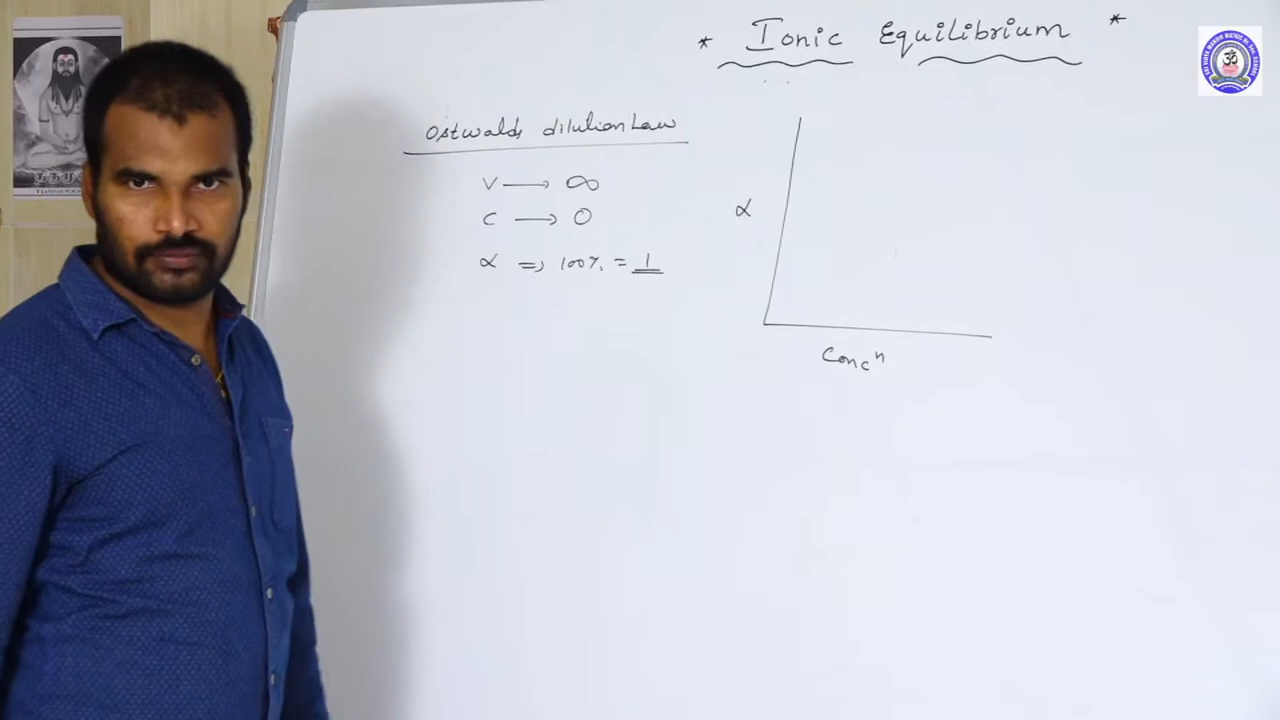 * Ionic Equilibrium *
Ostwalds dilution Law
V → ∞
C → 0
α ⇒ 100% = 1
α
Concⁿ